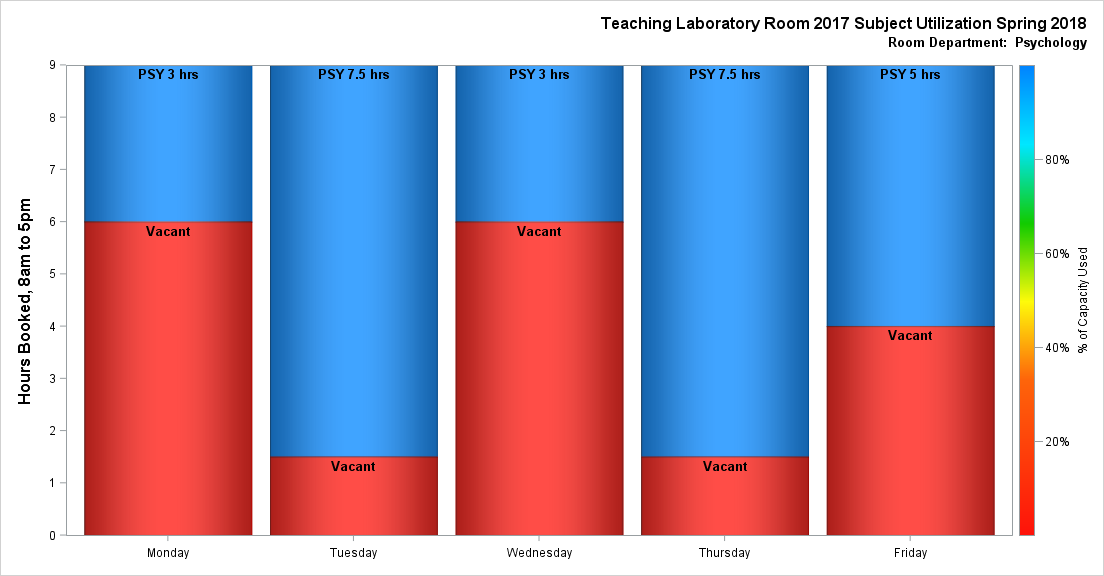 Teaching Laboratory Room 2017 Subject Utilization Spring 2018
Room Department:  Psychology
Hours Booked, 8am to 5pm
9
8
7
6
5
4
3
2
1
0
PSY 3 hrs
PSY 7.5 hrs
PSY 3 hrs
PSY 7.5 hrs
PSY 5 hrs
Vacant
Vacant
Vacant
Vacant
Vacant
Monday
Tuesday
Wednesday
Thursday
Friday
80%
60%
40%
20%
% of Capacity Used